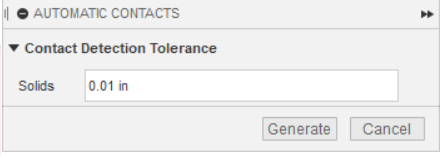 AUTOMATIC CONTACTS
Contact Detection Tolerance
Solids 0.01 in
Generate Cancel